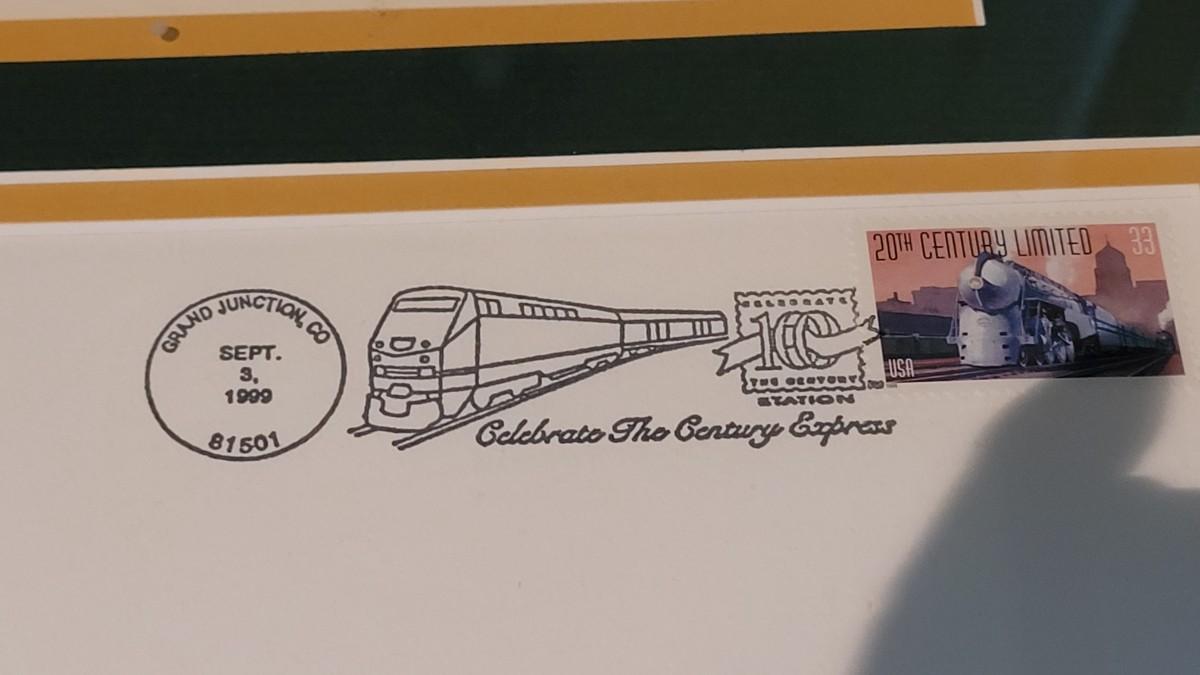 20TH CENTURY LIMITED 33
USA
GRAND JUNCTION, CO
SEPT.
3,
1999
81501
CELEBRATE
100
THE CENTURY
STATION
Celebrate The Century Express